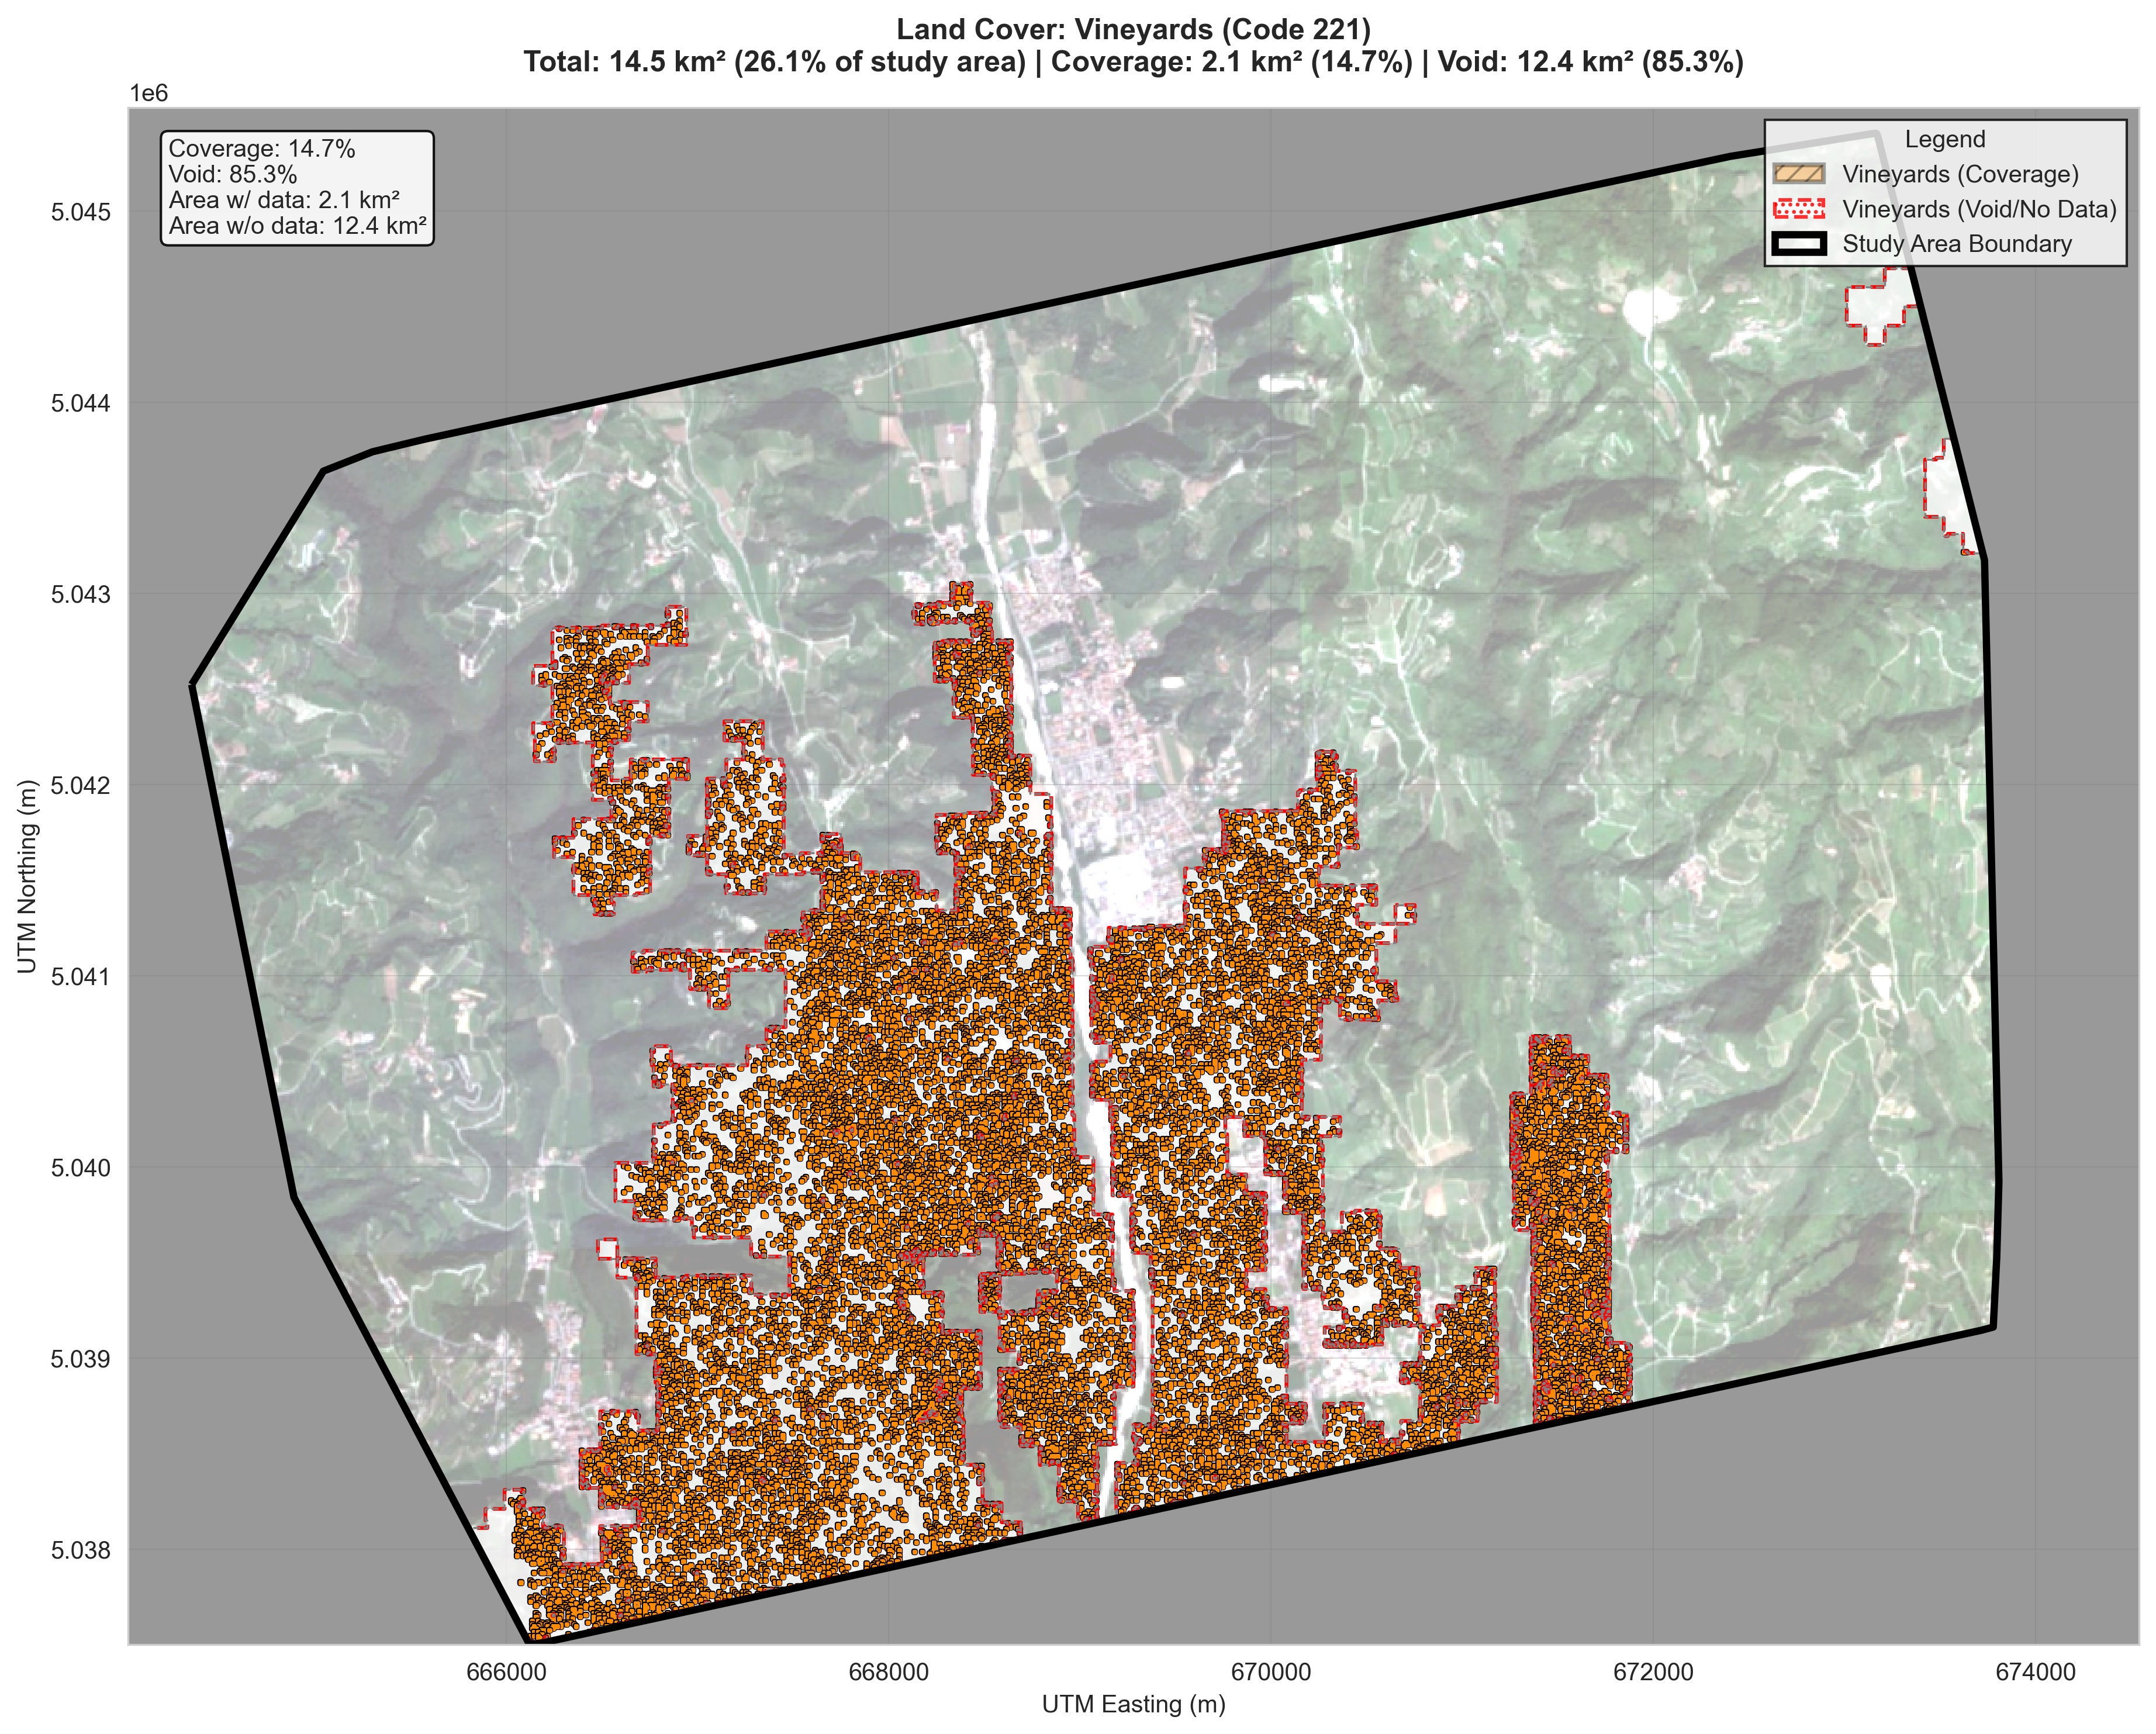 Land Cover: Vineyards (Code 221)
Total: 14.5 km² (26.1% of study area) | Coverage: 2.1 km² (14.7%) | Void: 12.4 km² (85.3%)
1e6
Coverage: 14.7%
Void: 85.3%
Area w/ data: 2.1 km²
Area w/o data: 12.4 km²
Legend
Vineyards (Coverage)
Vineyards (Void/No Data)
Study Area Boundary
5.045
5.044
5.043
5.042
5.041
5.040
5.039
5.038
UTM Northing (m)
666000
668000
670000
672000
674000
UTM Easting (m)